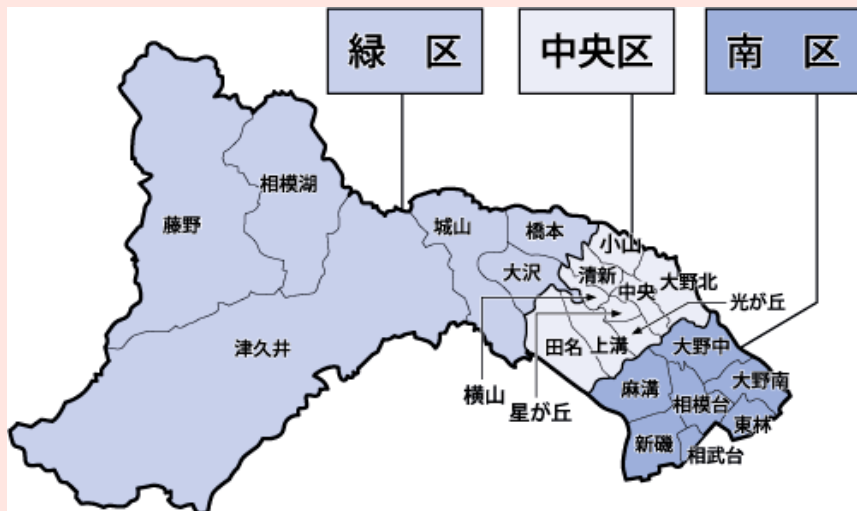 緑 区
中央区
南 区
相模湖
藤野
城山
橋本
小山
大沢
清新
中央
大野北
光が丘
津久井
田名
上溝
大野中
横山
星が丘
麻溝
相模台
大野南
東林
新磯
相武台